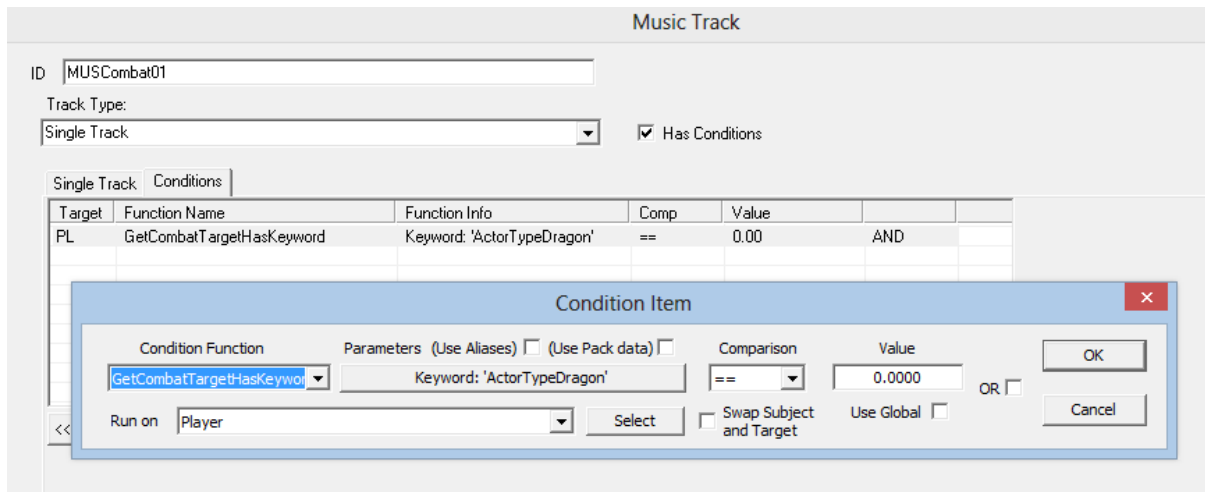 Music Track
ID MUSCombat01
Track Type:
Single Track Has Conditions
Single Track Conditions
Target Function Name Function Info Comp Value
PL GetCombatTargetHasKeyword Keyword: 'ActorTypeDragon' == 0.00 AND
Condition Item
Condition Function Parameters (Use Aliases) (Use Pack data) Comparison Value OK
GetCombatTargetHasKeywor Keyword: 'ActorTypeDragon' == 0.0000 OR
Run on Player Select Swap Subject and Target Use Global Cancel
<<